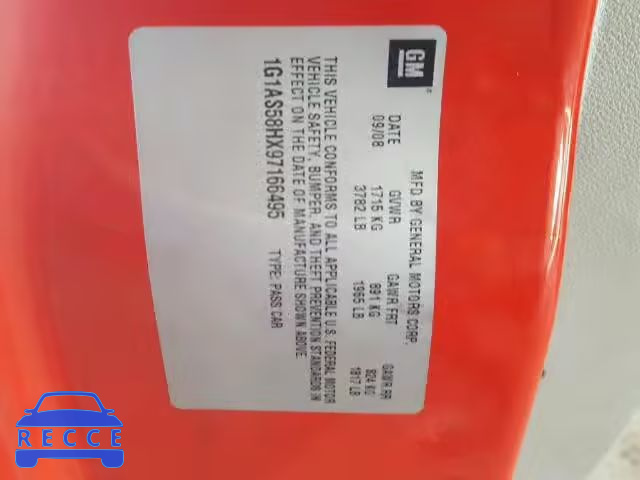 GM
MFD BY GENERAL MOTORS CORP.
DATE GVWR GAWR FRT GAWR RR
09/08 1715 KG 891 KG 824 KG
3782 LB 1965 LB 1817 LB
THIS VEHICLE CONFORMS TO ALL APPLICABLE U.S. FEDERAL MOTOR
VEHICLE SAFETY, BUMPER, AND THEFT PREVENTION STANDARDS IN
EFFECT ON THE DATE OF MANUFACTURE SHOWN ABOVE.
1G1AS58HX97166495 TYPE: PASS CAR
RECCE